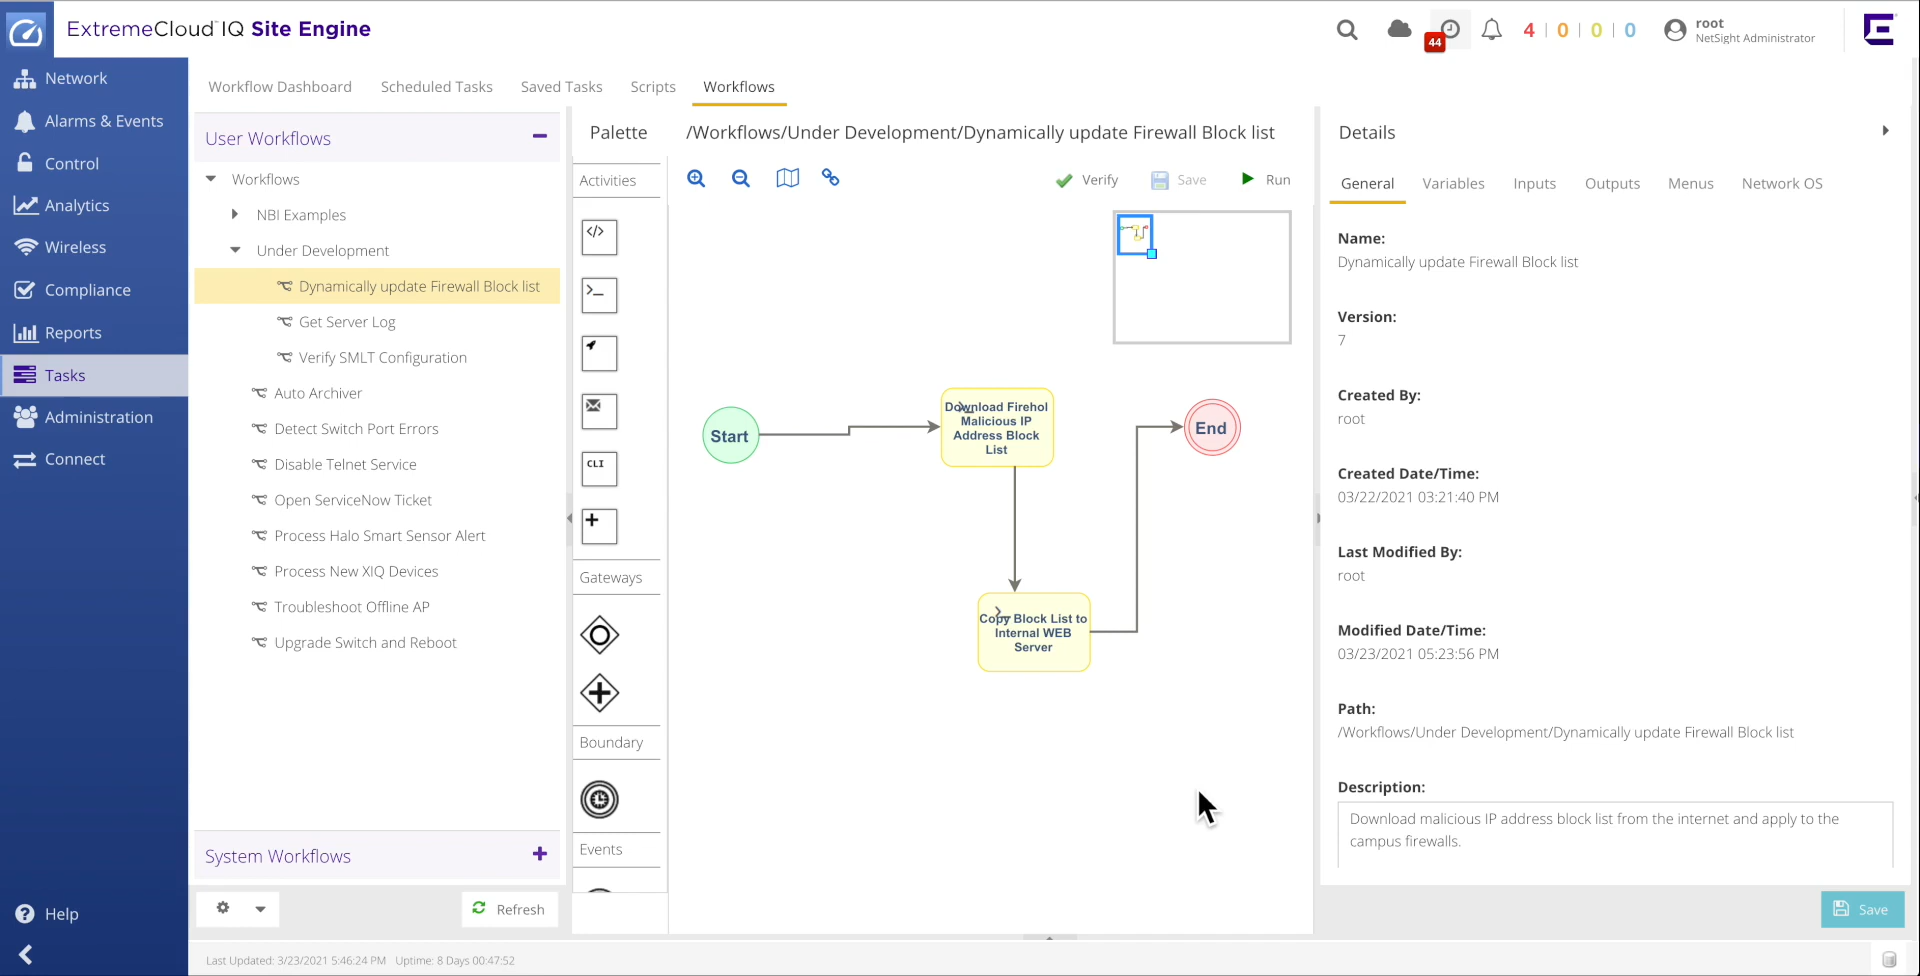 ExtremeCloud™ IQ Site Engine
44
4 | 0 | 0 | 0
root
NetSight Administrator
Network
Alarms & Events
Control
Analytics
Wireless
Compliance
Reports
Tasks
Administration
Connect
Help
Workflow Dashboard
Scheduled Tasks
Saved Tasks
Scripts
Workflows
User Workflows
Workflows
NBI Examples
Under Development
Dynamically update Firewall Block list
Get Server Log
Verify SMLT Configuration
Auto Archiver
Detect Switch Port Errors
Disable Telnet Service
Open ServiceNow Ticket
Process Halo Smart Sensor Alert
Process New XIQ Devices
Troubleshoot Offline AP
Upgrade Switch and Reboot
System Workflows
Refresh
Palette
Activities
CLI
Gateways
Boundary
Events
/Workflows/Under Development/Dynamically update Firewall Block list
Verify
Save
Run
Start
Download Firehol
Malicious IP
Address Block
List
End
Copy Block List to
Internal WEB
Server
Details
General
Variables
Inputs
Outputs
Menus
Network OS
Name:
Dynamically update Firewall Block list
Version:
7
Created By:
root
Created Date/Time:
03/22/2021 03:21:40 PM
Last Modified By:
root
Modified Date/Time:
03/23/2021 05:23:56 PM
Path:
/Workflows/Under Development/Dynamically update Firewall Block list
Description:
Download malicious IP address block list from the internet and apply to the
campus firewalls.
Save
Last Updated: 3/23/2021 5:46:24 PM Uptime: 8 Days 00:47:52